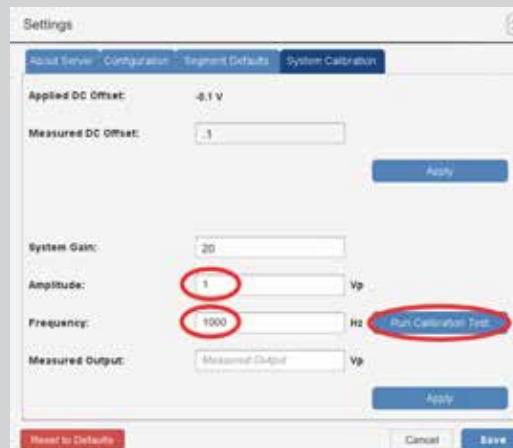 Settings
About Server Configuration Segment Defaults System Calibration
Applied DC Offset: -0.1 V
Measured DC Offset: .1
Apply
System Gain: 20
Amplitude: 1 Vp
Frequency: 1000 Hz Run Calibration Test
Measured Output: Measured Output Vp
Apply
Reset to Defaults Cancel Save